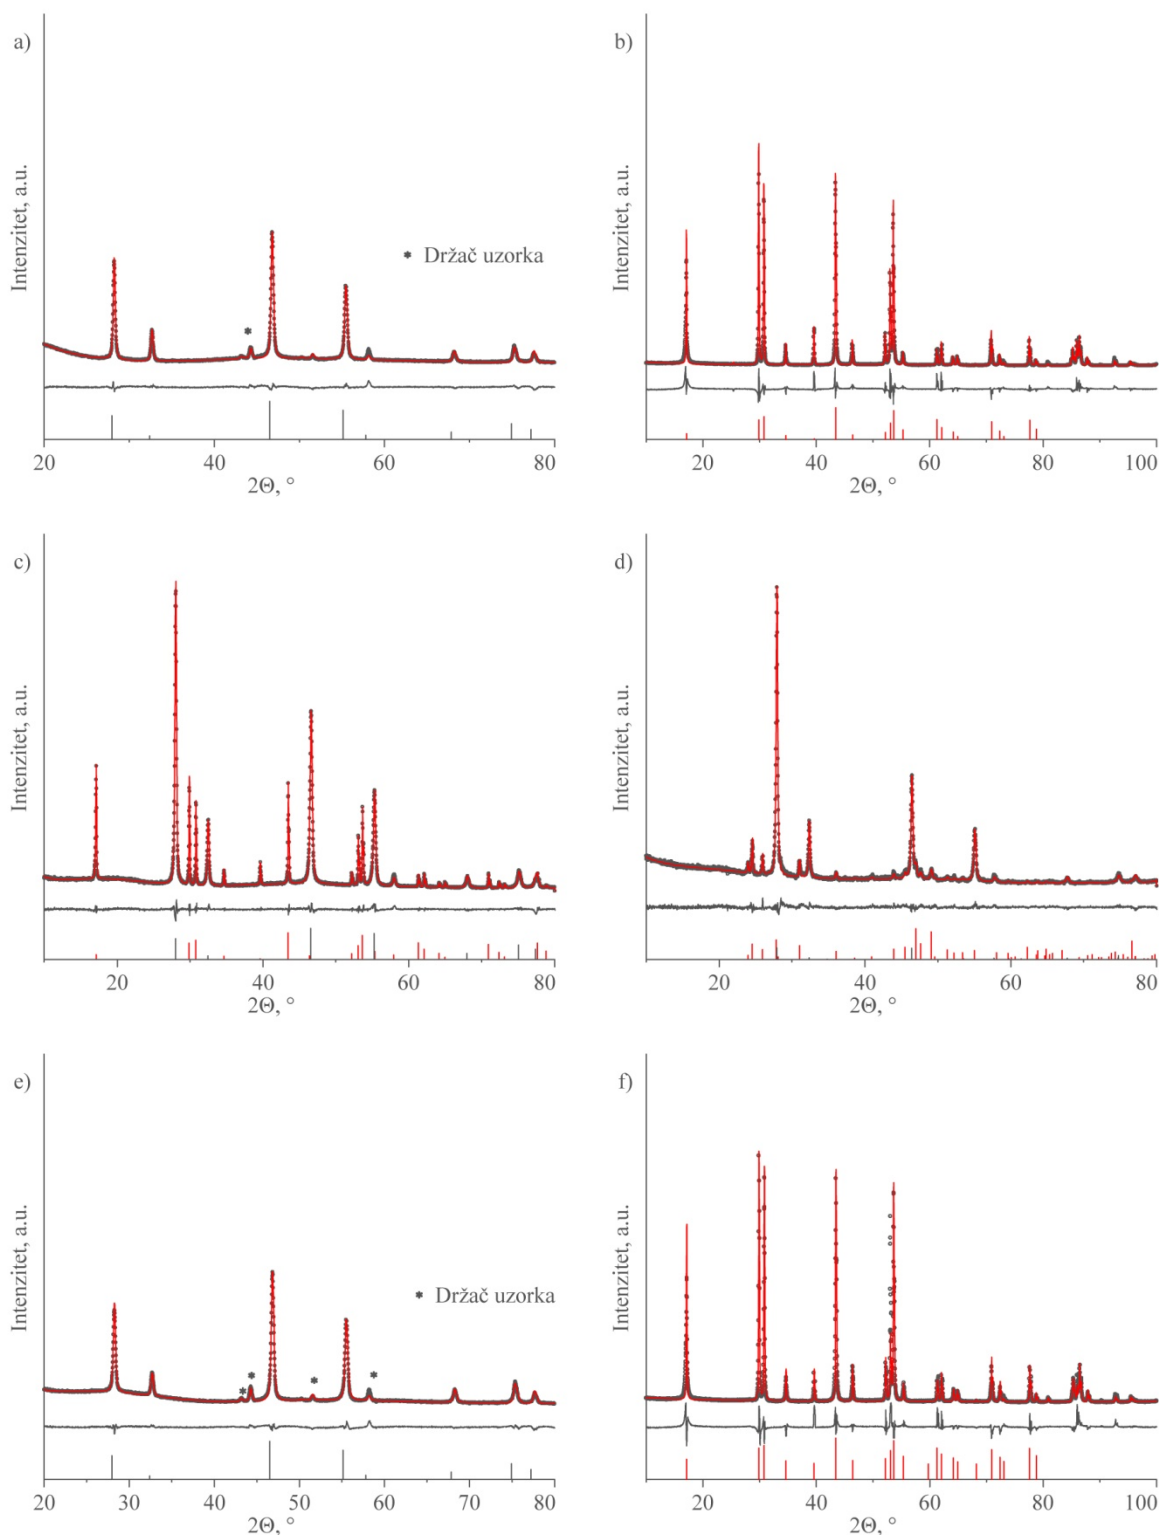 a)
Intenzitet, a.u.
* Držač uzorka
20 40 60 80
2Θ, °
b)
Intenzitet, a.u.
20 40 60 80 100
2Θ, °
c)
Intenzitet, a.u.
20 40 60 80
2Θ, °
d)
Intenzitet, a.u.
20 40 60 80
2Θ, °
e)
Intenzitet, a.u.
* Držač uzorka
20 30 40 50 60 70 80
2Θ, °
f)
Intenzitet, a.u.
20 40 60 80 100
2Θ, °